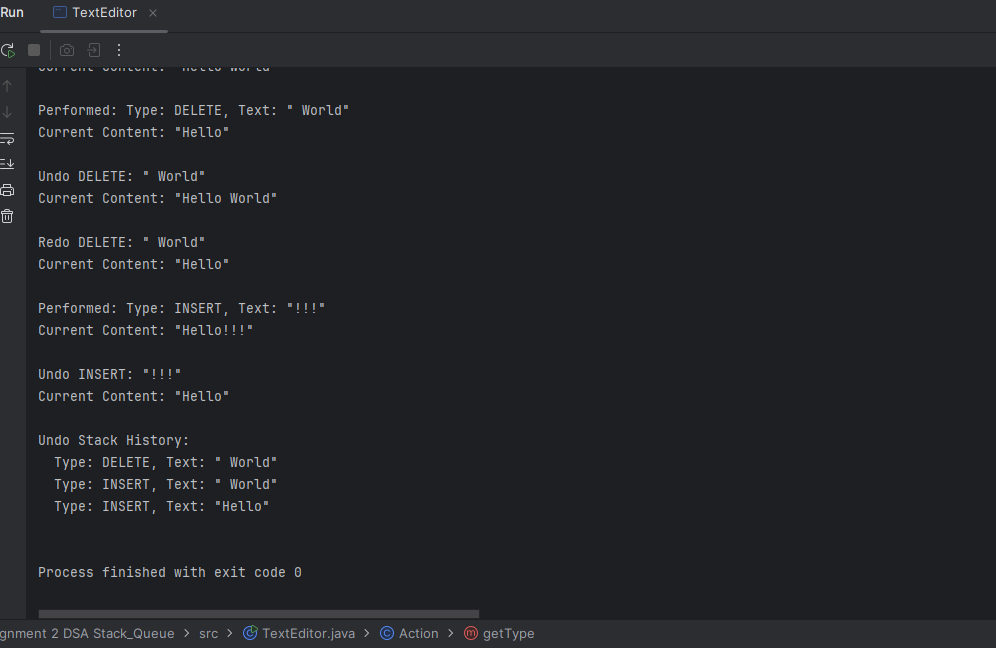 Run TextEditor
Current Content: "Hello World"
Performed: Type: DELETE, Text: " World"
Current Content: "Hello"
Undo DELETE: " World"
Current Content: "Hello World"
Redo DELETE: " World"
Current Content: "Hello"
Performed: Type: INSERT, Text: "!!!"
Current Content: "Hello!!!"
Undo INSERT: "!!!"
Current Content: "Hello"
Undo Stack History:
Type: DELETE, Text: " World"
Type: INSERT, Text: " World"
Type: INSERT, Text: "Hello"
Process finished with exit code 0
gnment 2 DSA Stack_Queue > src > TextEditor.java > Action > getType